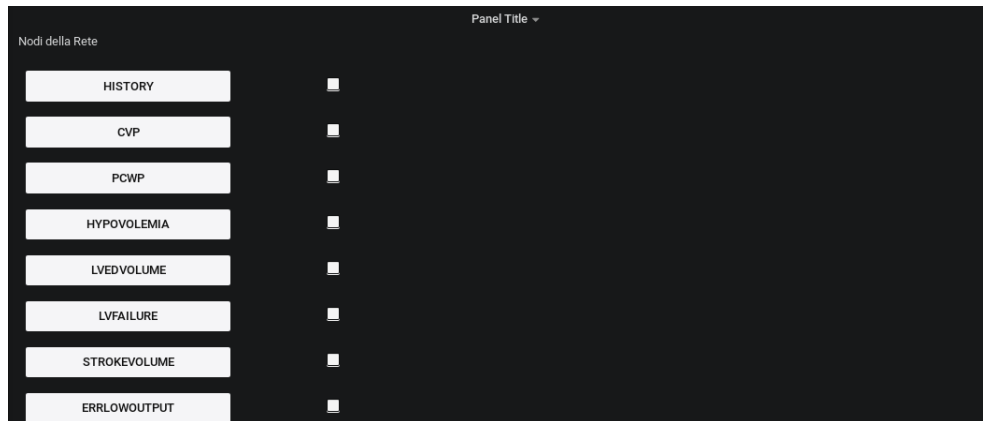 Panel Title
Nodi della Rete
HISTORY
CVP
PCWP
HYPOVOLEMIA
LVEDVOLUME
LVFAILURE
STROKEVOLUME
ERRLOWOUTPUT